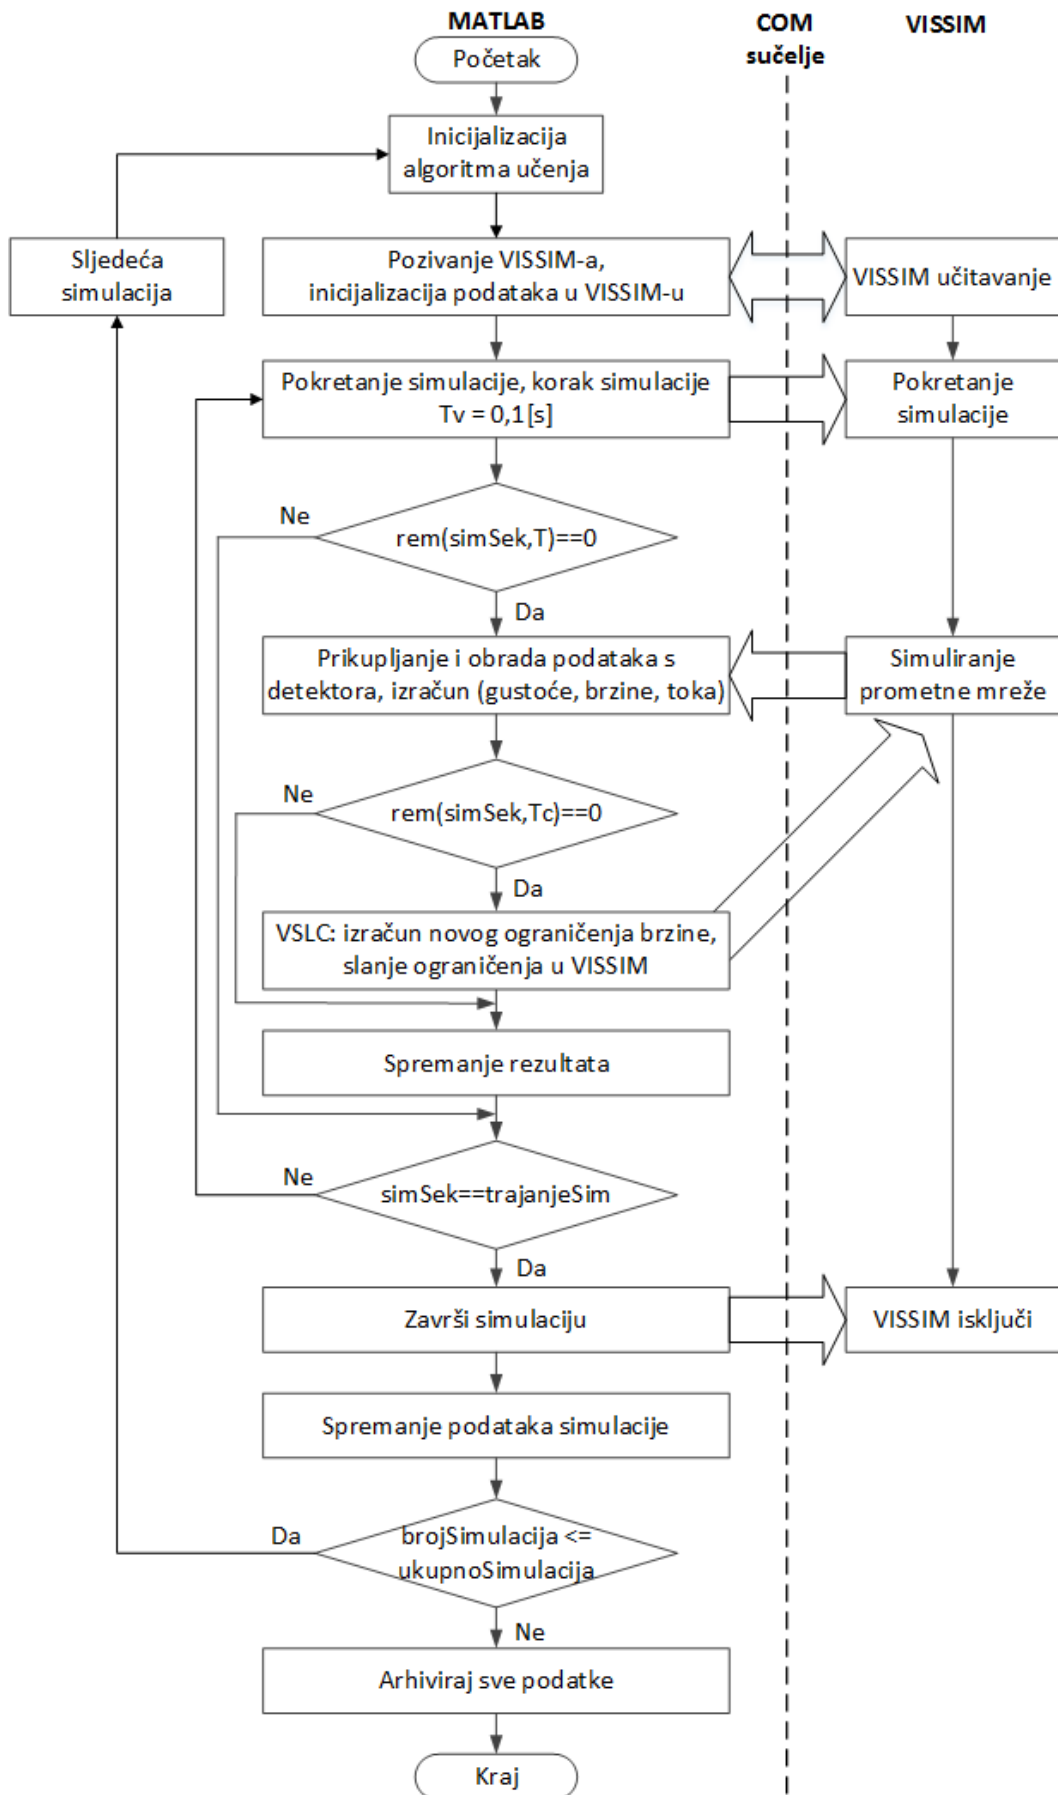 MATLAB
COM
sučelje
VISSIM
Početak
Inicijalizacija
algoritma učenja
Sljedeća
simulacija
Pozivanje VISSIM-a,
inicijalizacija podataka u VISSIM-u
VISSIM učitavanje
Pokretanje simulacije, korak simulacije
Tv = 0,1[s]
Pokretanje
simulacije
Ne
rem(simSek,T)==0
Da
Prikupljanje i obrada podataka s
detektora, izračun (gustoće, brzine, toka)
Simuliranje
prometne mreže
Ne
rem(simSek,Tc)==0
Da
VSLC: izračun novog ograničenja brzine,
slanje ograničenja u VISSIM
Spremanje rezultata
Ne
simSek==trajanjeSim
Da
Završi simulaciju
VISSIM isključi
Spremanje podataka simulacije
Da
brojSimulacija <=
ukupnoSimulacija
Ne
Arhiviraj sve podatke
Kraj